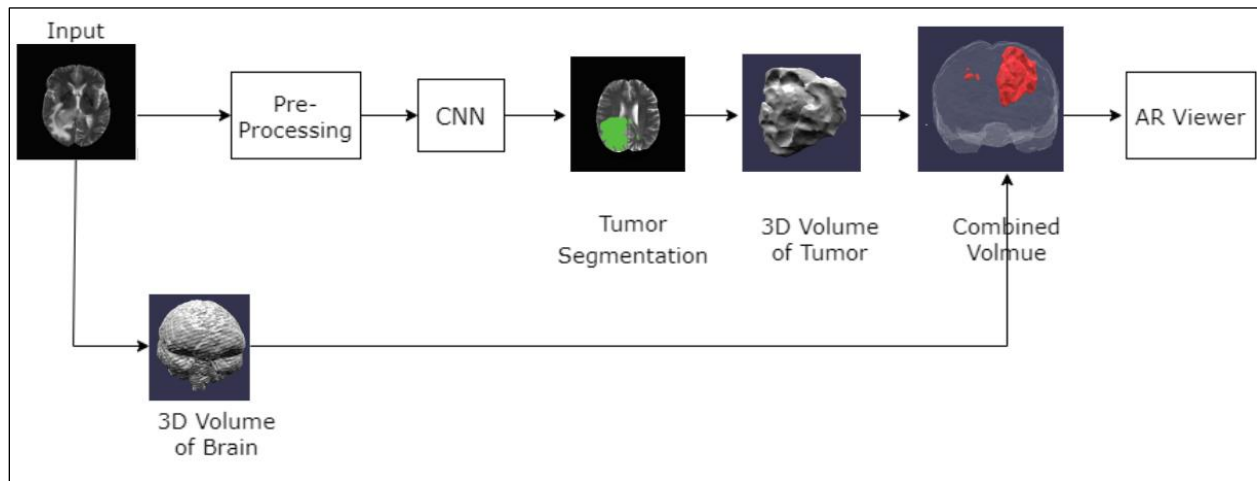 Input
Pre-
Processing
CNN
AR Viewer
Tumor
Segmentation
3D Volume
of Tumor
Combined
Volmue
3D Volume
of Brain